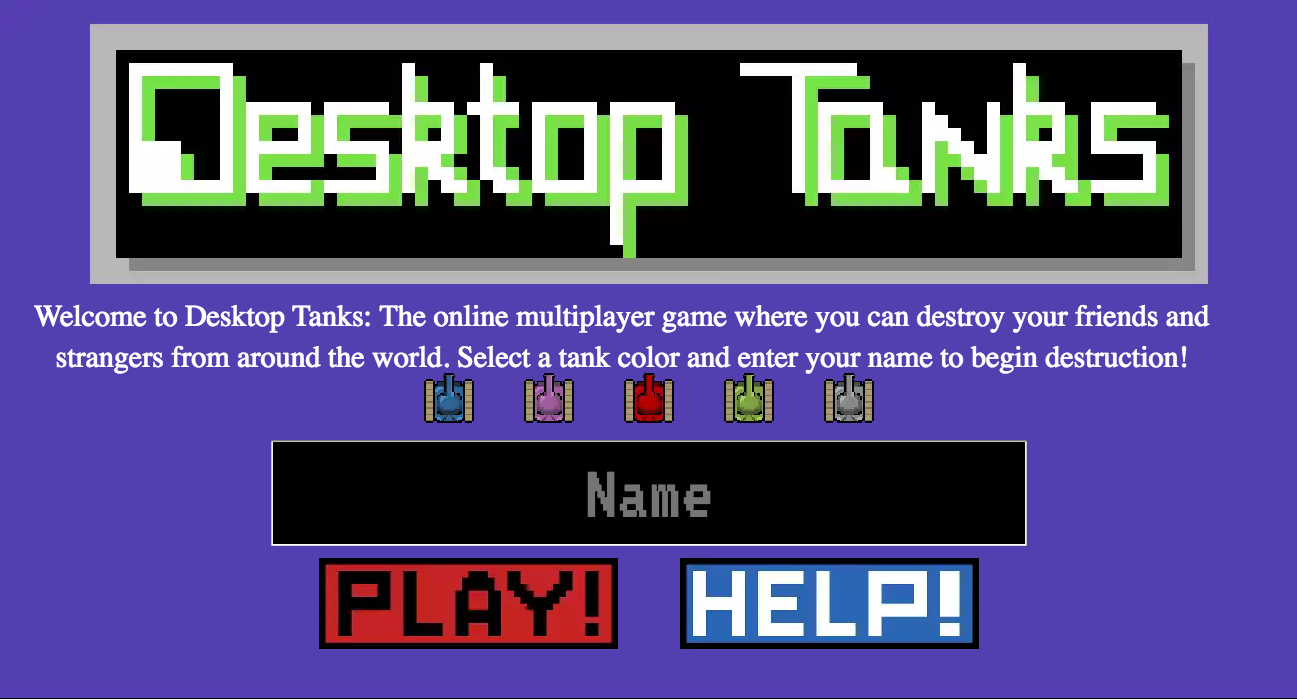 Desktop Tanks
Welcome to Desktop Tanks: The online multiplayer game where you can destroy your friends and
strangers from around the world. Select a tank color and enter your name to begin destruction!
Name
PLAY! HELP!